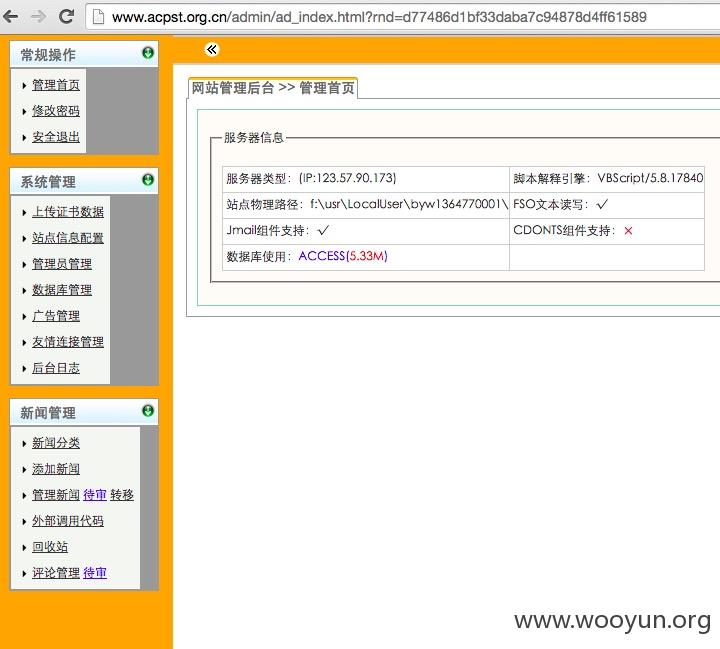 www.acpst.org.cn/admin/ad_index.html?rnd=d77486d1bf33daba7c94878d4ff61589
常规操作
管理首页
修改密码
安全退出
系统管理
上传证书数据
站点信息配置
管理员管理
数据库管理
广告管理
友情连接管理
后台日志
新闻管理
新闻分类
添加新闻
管理新闻 待审 转移
外部调用代码
回收站
评论管理 待审
网站管理后台 >> 管理首页
服务器信息
服务器类型：(IP:123.57.90.173) 脚本解释引擎：VBScript/5.8.17840
站点物理路径：f:\usr\LocalUser\byw1364770001\ FSO文本读写：√
Jmail组件支持：√ CDONTS组件支持：×
数据库使用：ACCESS(5.33M)
www.wooyun.org